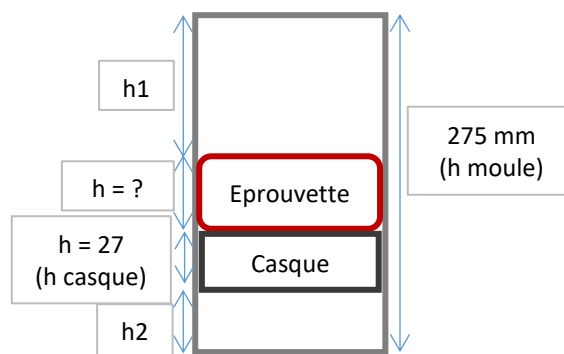 h1
275 mm
(h moule)
h = ?
Eprouvette
h = 27
(h casque)
Casque
h2